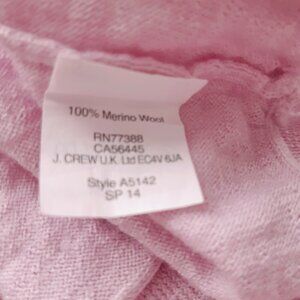 100% Merino Wool
RN77388
CA56445
J. CREW U.K. Ltd EC4V 6JA
Style A5142
SP 14